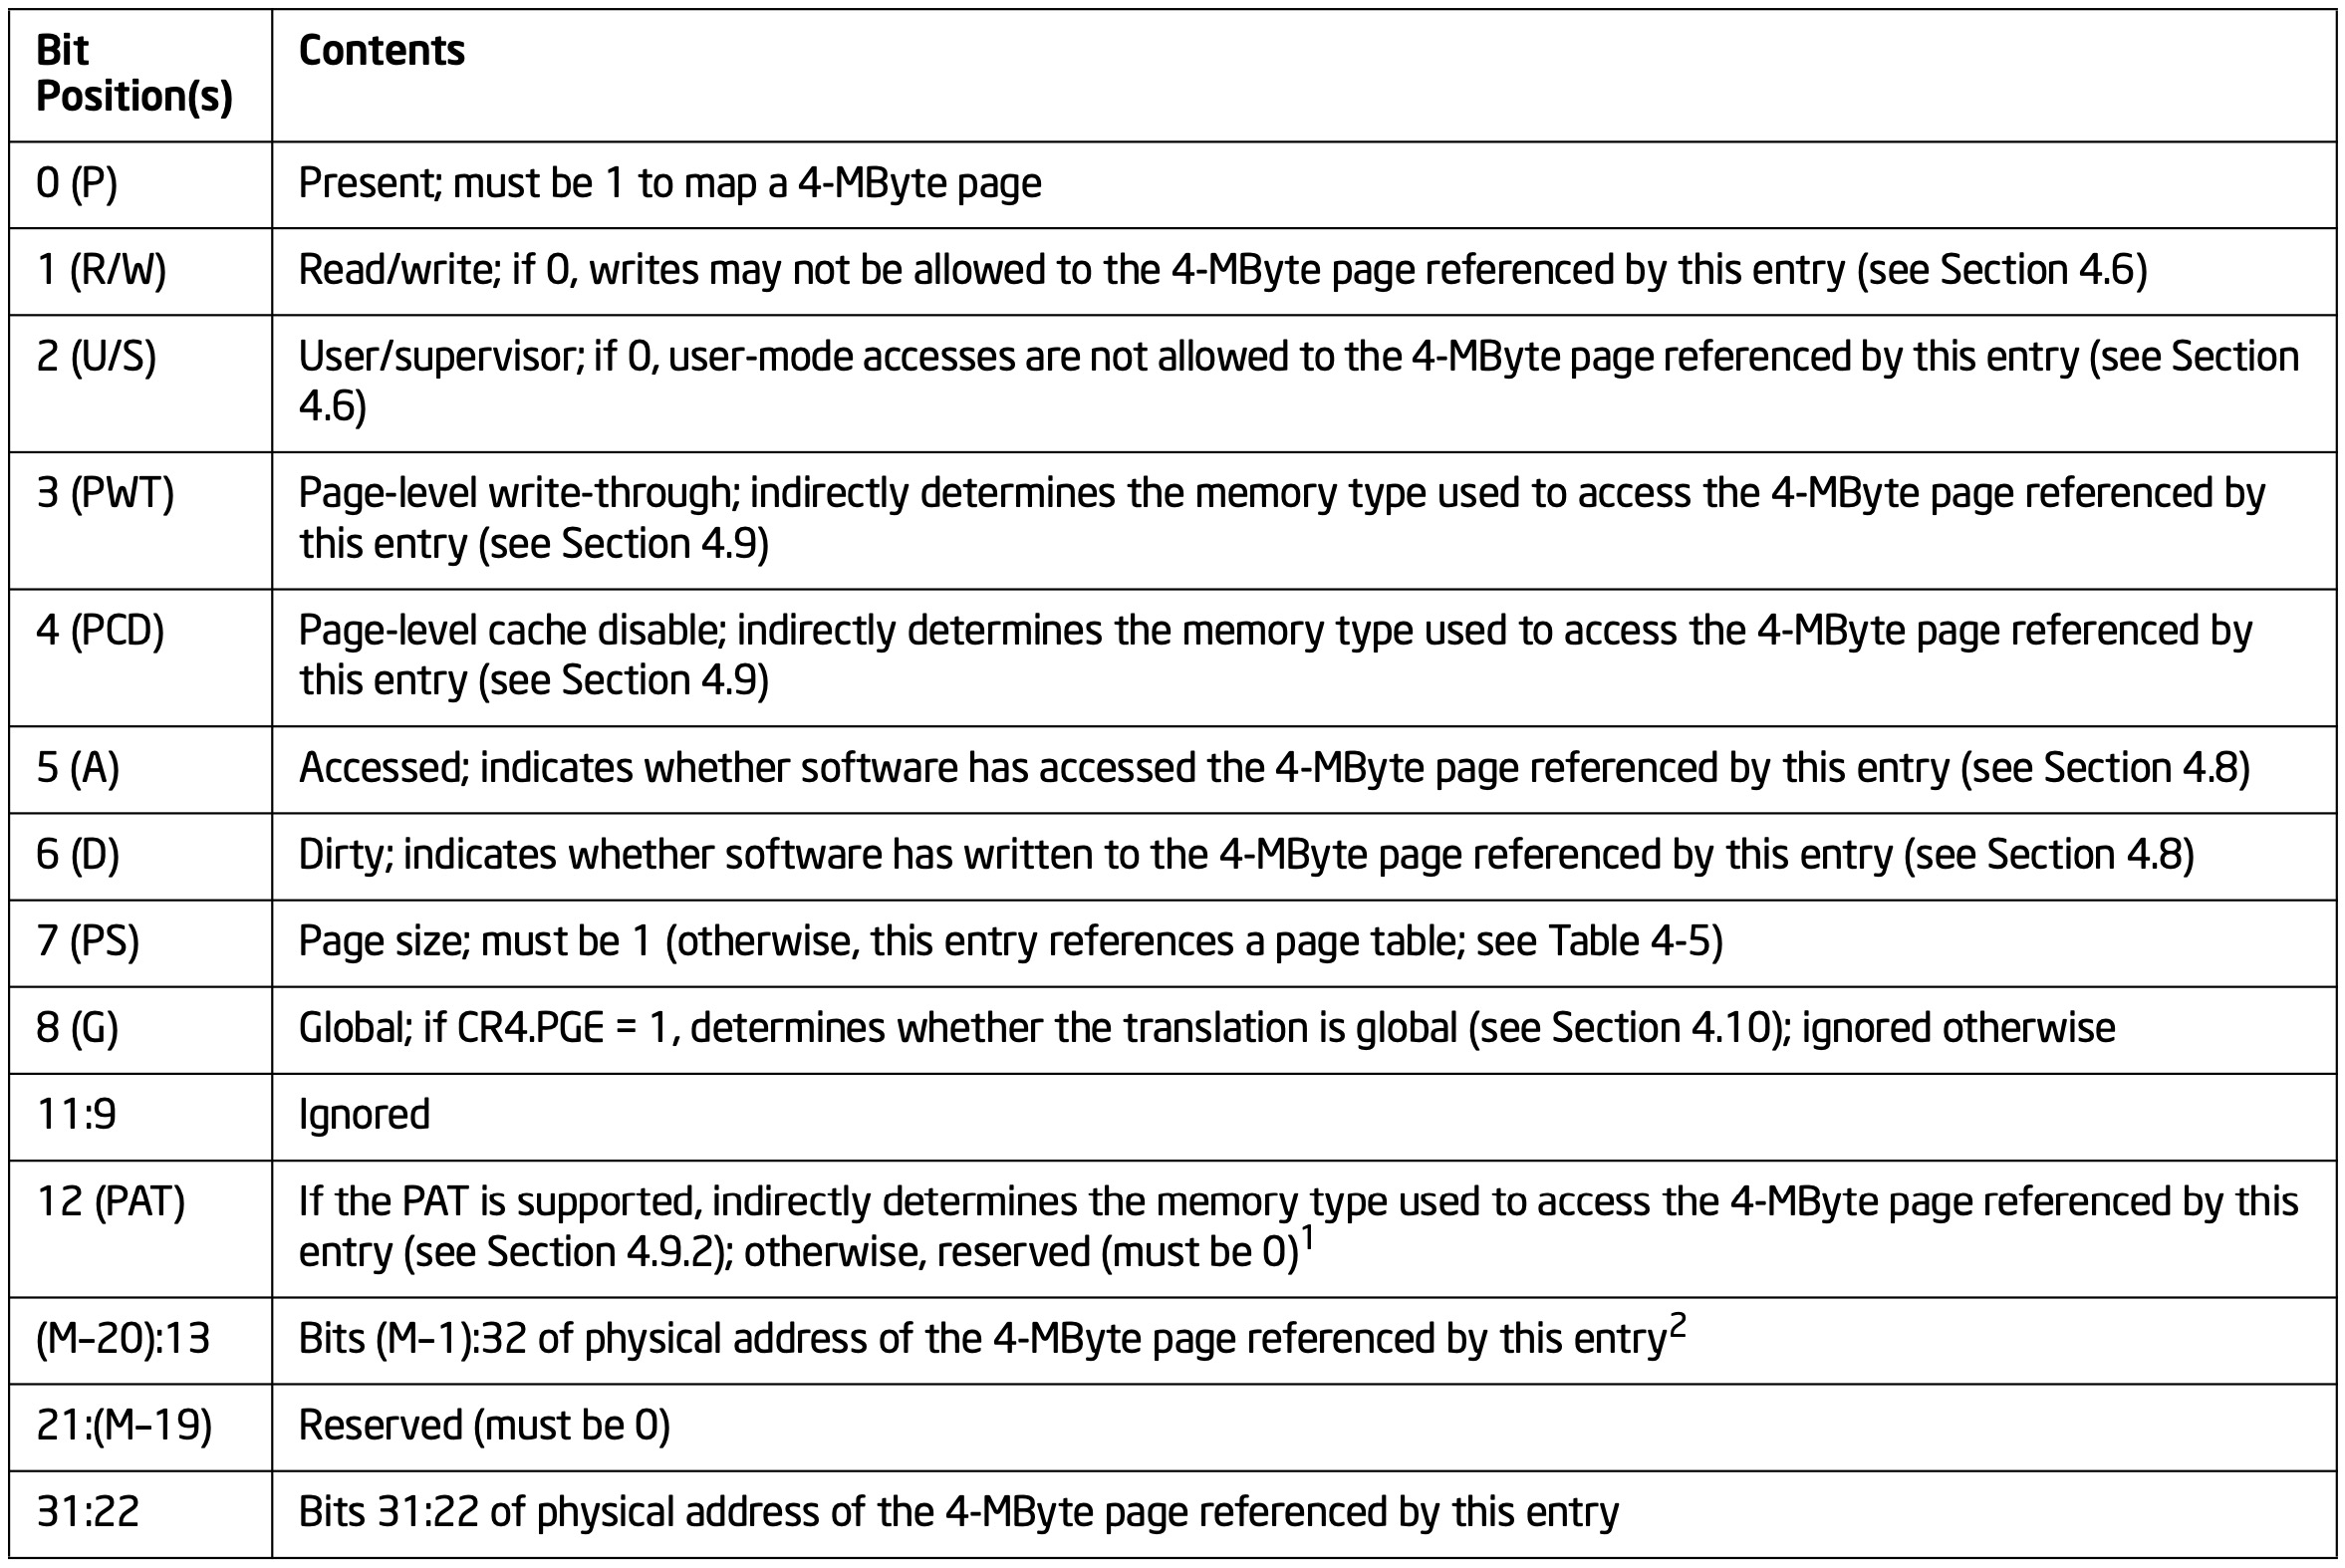 Bit
Position(s)
Contents
0 (P)
Present; must be 1 to map a 4-MByte page
1 (R/W)
Read/write; if 0, writes may not be allowed to the 4-MByte page referenced by this entry (see Section 4.6)
2 (U/S)
User/supervisor; if 0, user-mode accesses are not allowed to the 4-MByte page referenced by this entry (see Section
4.6)
3 (PWT)
Page-level write-through; indirectly determines the memory type used to access the 4-MByte page referenced by
this entry (see Section 4.9)
4 (PCD)
Page-level cache disable; indirectly determines the memory type used to access the 4-MByte page referenced by
this entry (see Section 4.9)
5 (A)
Accessed; indicates whether software has accessed the 4-MByte page referenced by this entry (see Section 4.8)
6 (D)
Dirty; indicates whether software has written to the 4-MByte page referenced by this entry (see Section 4.8)
7 (PS)
Page size; must be 1 (otherwise, this entry references a page table; see Table 4-5)
8 (G)
Global; if CR4.PGE = 1, determines whether the translation is global (see Section 4.10); ignored otherwise
11:9
Ignored
12 (PAT)
If the PAT is supported, indirectly determines the memory type used to access the 4-MByte page referenced by this
entry (see Section 4.9.2); otherwise, reserved (must be 0)¹
(M–20):13
Bits (M–1):32 of physical address of the 4-MByte page referenced by this entry²
21:(M–19)
Reserved (must be 0)
31:22
Bits 31:22 of physical address of the 4-MByte page referenced by this entry